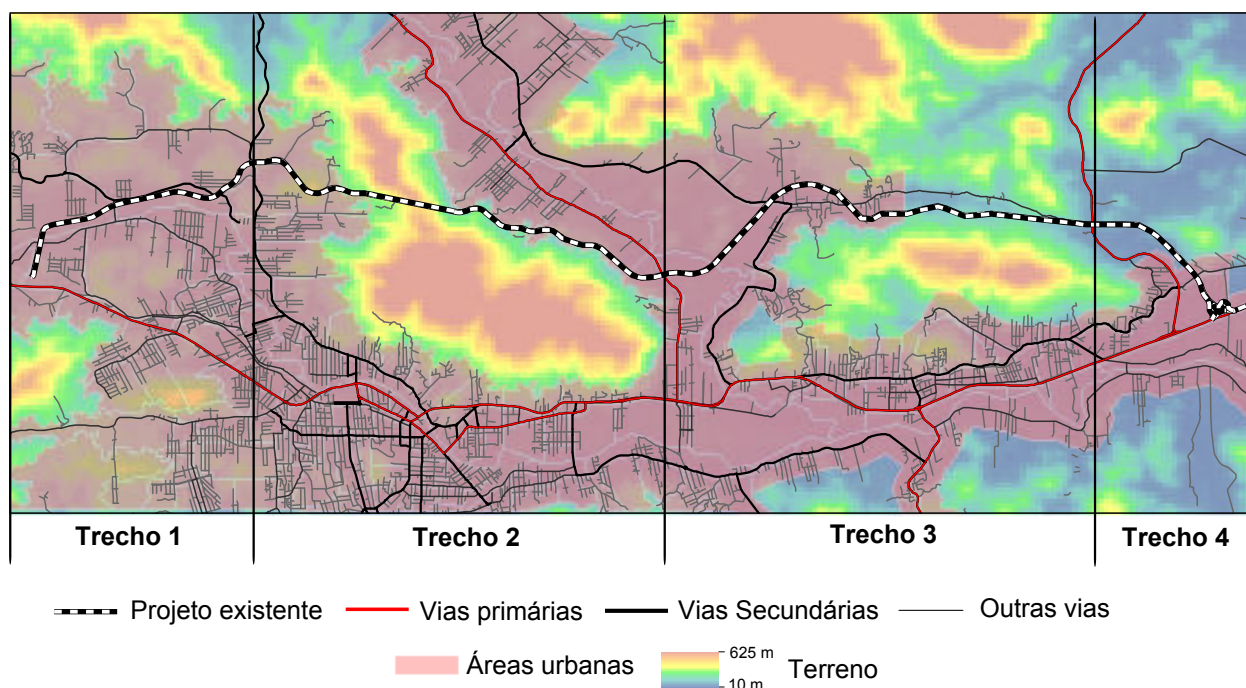 Trecho 1 Trecho 2 Trecho 3 Trecho 4
Projeto existente Vias primárias Vias Secundárias Outras vias
Áreas urbanas 625 m Terreno
10 m